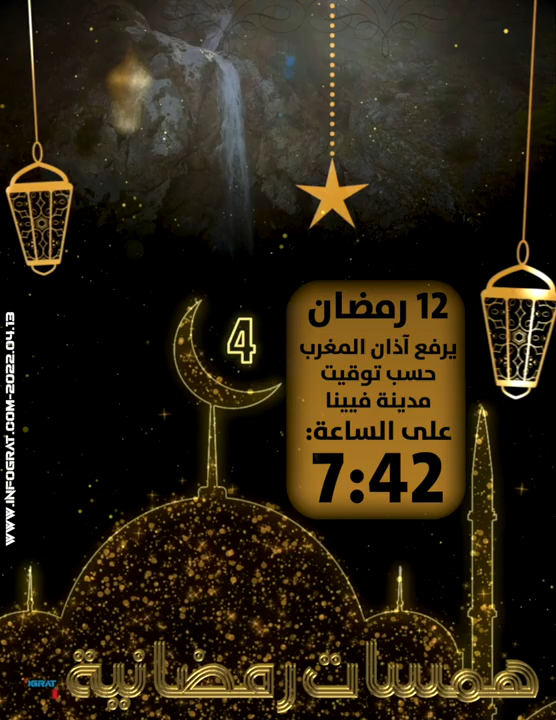 4
12 رمضان
يرفع آذان المغرب
حسب توقيت
مدينة فيينا
على الساعة:
7:42
WWW.INFOGRAT.COM-2022.04.13
IGRAT
همسات رمضانية